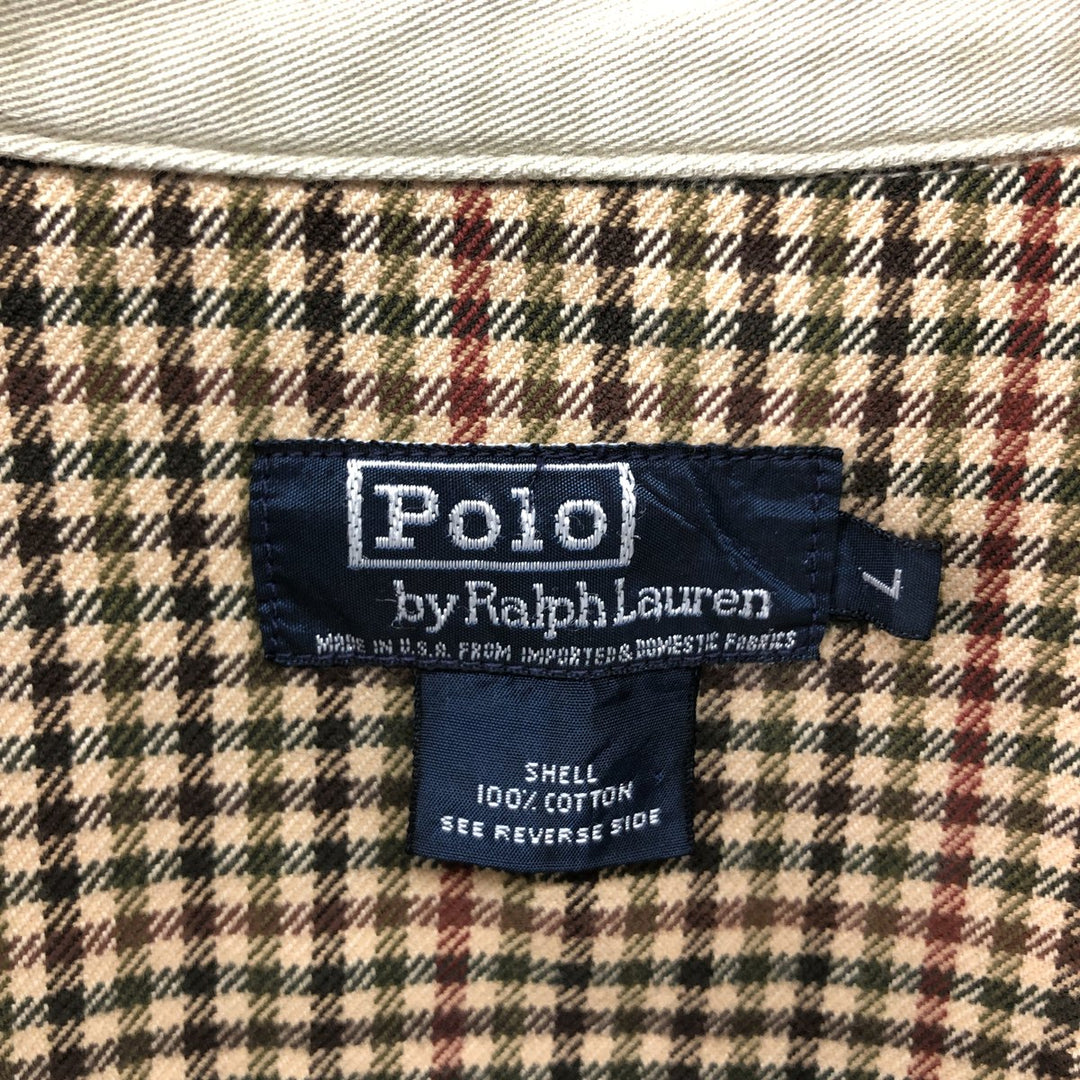 Polo
by Ralph Lauren
MADE IN U.S.A. FROM IMPORTED & DOMESTIC FABRICS
L
SHELL
100% COTTON
SEE REVERSE SIDE